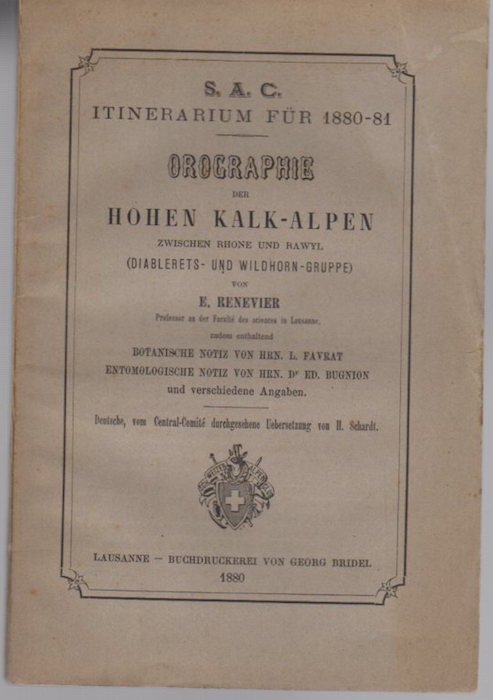 S. A. C.
ITINERARIUM FÜR 1880-81
OROGRAPHIE
DER
HOHEN KALK-ALPEN
ZWISCHEN RHONE UND RAWYL
(DIABLERETS- UND WILDHORN-GRUPPE)
VON
E. RENEVIER
Professor an der Faculté des sciences in Lausanne,
zudem enthaltend
BOTANISCHE NOTIZ VON HRN. L. FAVRAT
ENTOMOLOGISCHE NOTIZ VON HRN. Dr ED. BUGNION
und verschiedene Angaben.
Deutsche, vom Central-Comité durchgesehene Uebersetzung von H. Schardt.
LAUSANNE — BUCHDRUCKEREI VON GEORG BRIDEL
1880